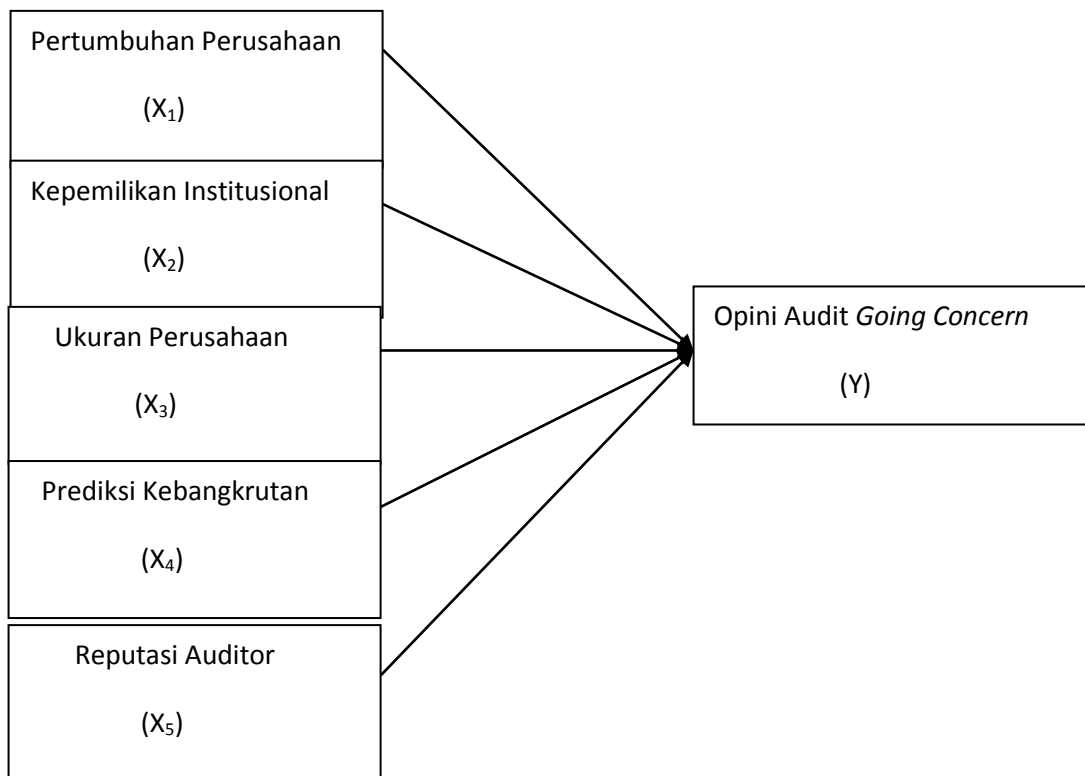 Pertumbuhan Perusahaan
(X₁)
Kepemilikan Institusional
(X₂)
Ukuran Perusahaan
(X₃)
Prediksi Kebangkrutan
(X₄)
Reputasi Auditor
(X₅)
Opini Audit Going Concern
(Y)